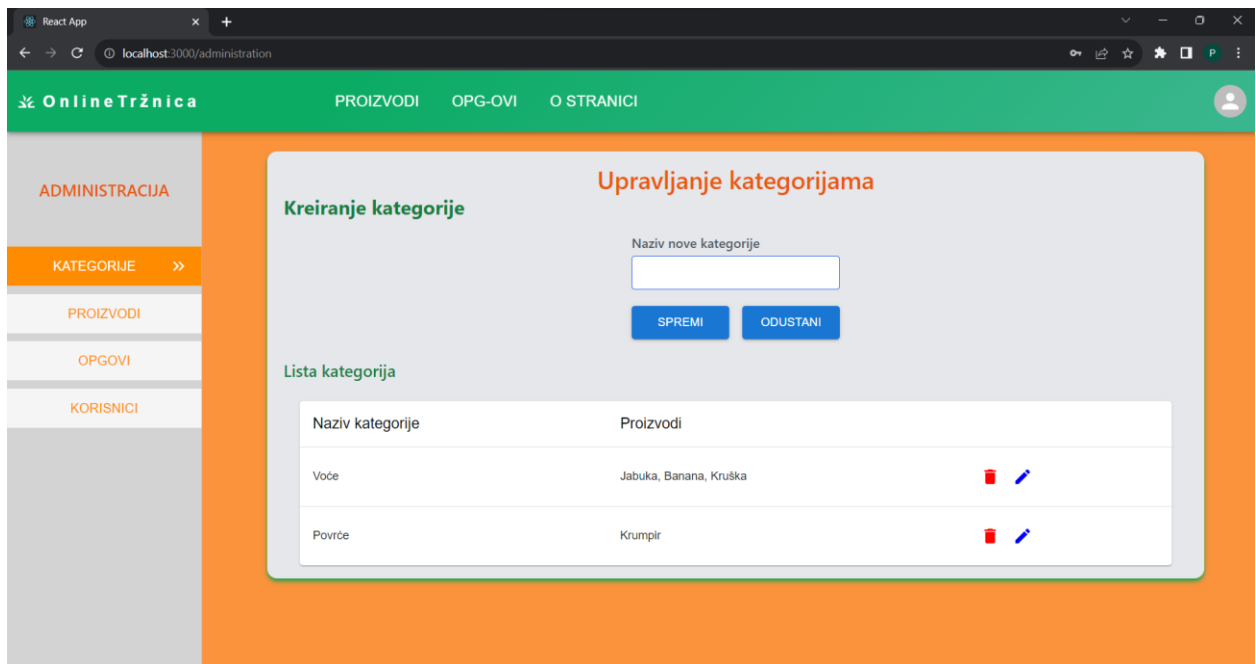 React App
localhost:3000/administration
P
OnlineTržnica
PROIZVODI OPG-OVI O STRANICI
ADMINISTRACIJA
KATEGORIJE
PROIZVODI
OPGOVI
KORISNICI
Upravljanje kategorijama
Kreiranje kategorije
Naziv nove kategorije
SPREMI ODUSTANI
Lista kategorija
Naziv kategorije Proizvodi
Voće Jabuka, Banana, Kruška
Povrće Krumpir